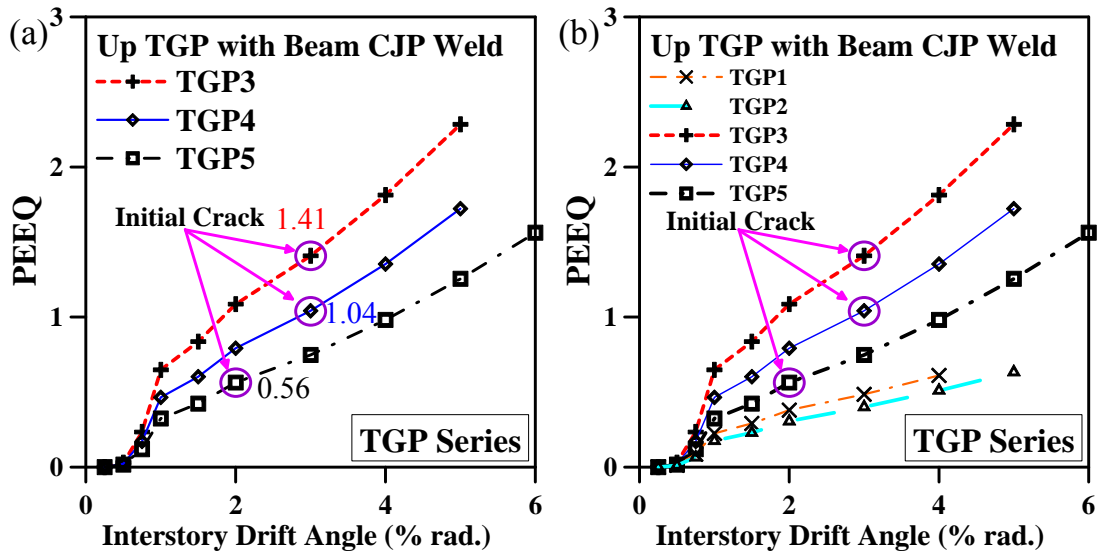 (a)
Up TGP with Beam CJP Weld
TGP3
TGP4
TGP5
Initial Crack
1.41
1.04
0.56
TGP Series
PEEQ
3
2
1
0
0
2
4
6
Interstory Drift Angle (% rad.)
(b)
Up TGP with Beam CJP Weld
TGP1
TGP2
TGP3
TGP4
TGP5
Initial Crack
TGP Series
PEEQ
3
2
1
0
0
2
4
6
Interstory Drift Angle (% rad.)